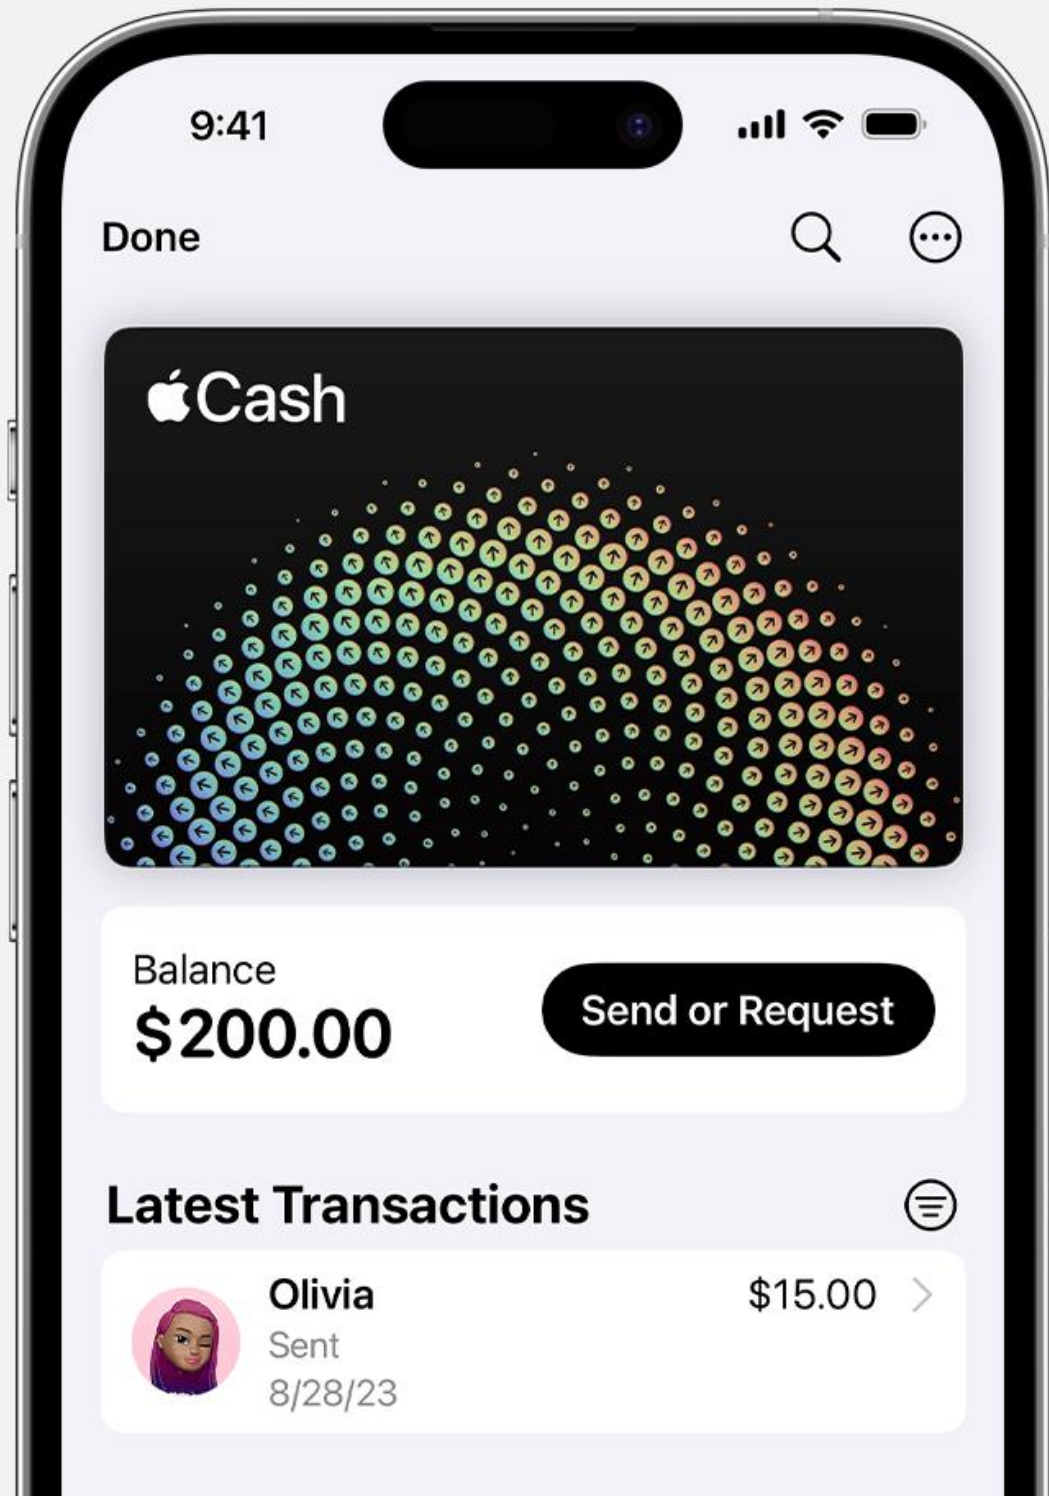 9:41
Done
Cash
Balance
$200.00
Send or Request
Latest Transactions
Olivia
$15.00
Sent
8/28/23